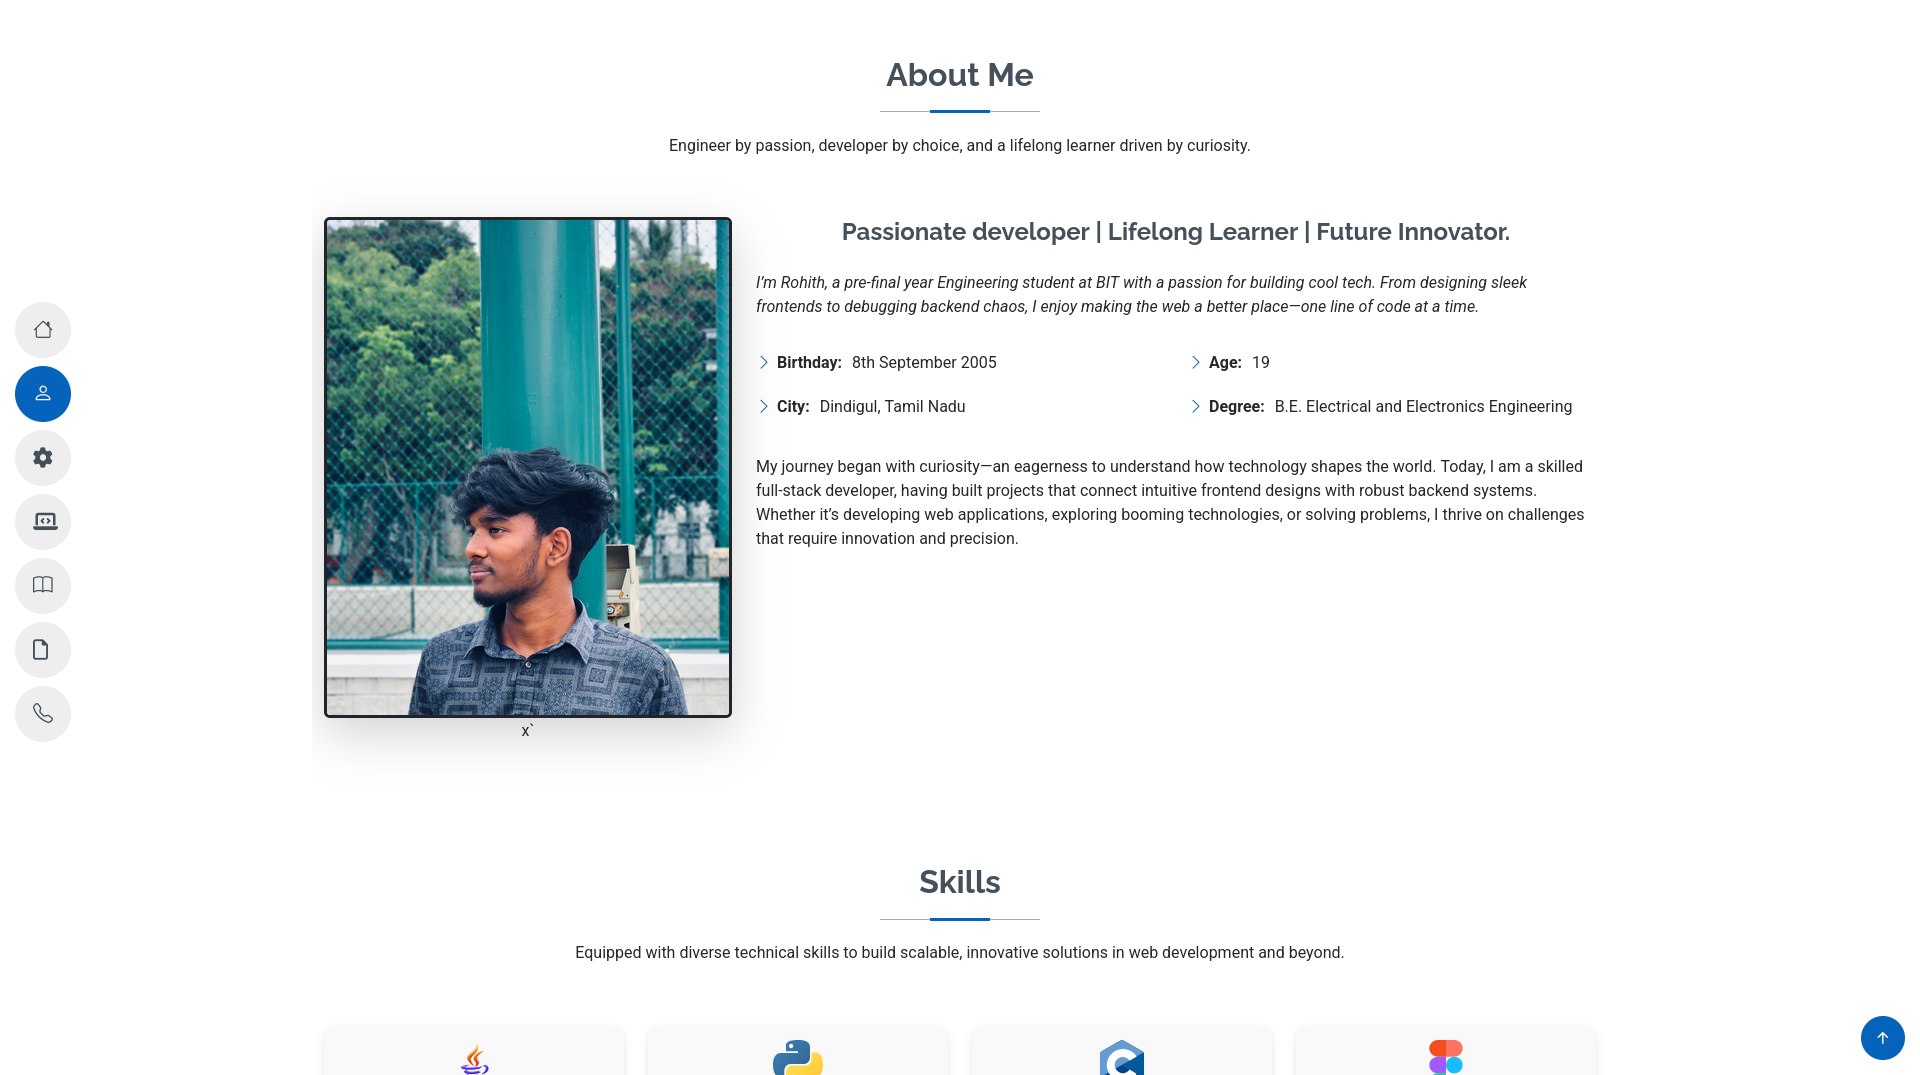 About Me
Engineer by passion, developer by choice, and a lifelong learner driven by curiosity.
Passionate developer | Lifelong Learner | Future Innovator.
I’m Rohith, a pre-final year Engineering student at BIT with a passion for building cool tech. From designing sleek
frontends to debugging backend chaos, I enjoy making the web a better place—one line of code at a time.
Birthday: 8th September 2005
Age: 19
City: Dindigul, Tamil Nadu
Degree: B.E. Electrical and Electronics Engineering
My journey began with curiosity—an eagerness to understand how technology shapes the world. Today, I am a skilled
full-stack developer, having built projects that connect intuitive frontend designs with robust backend systems.
Whether it’s developing web applications, exploring booming technologies, or solving problems, I thrive on challenges
that require innovation and precision.
x`
Skills
Equipped with diverse technical skills to build scalable, innovative solutions in web development and beyond.